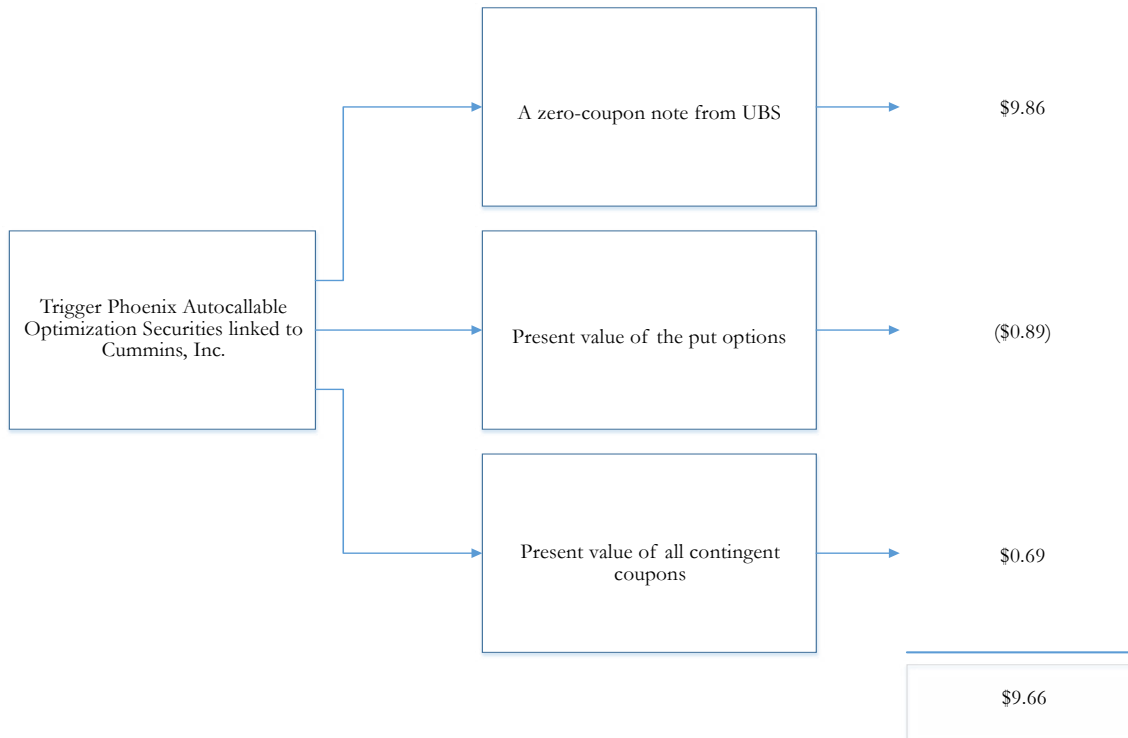 A zero-coupon note from UBS
$9.86
Trigger Phoenix Autocallable
Optimization Securities linked to
Cummins, Inc.
Present value of the put options
($0.89)
Present value of all contingent
coupons
$0.69
$9.66